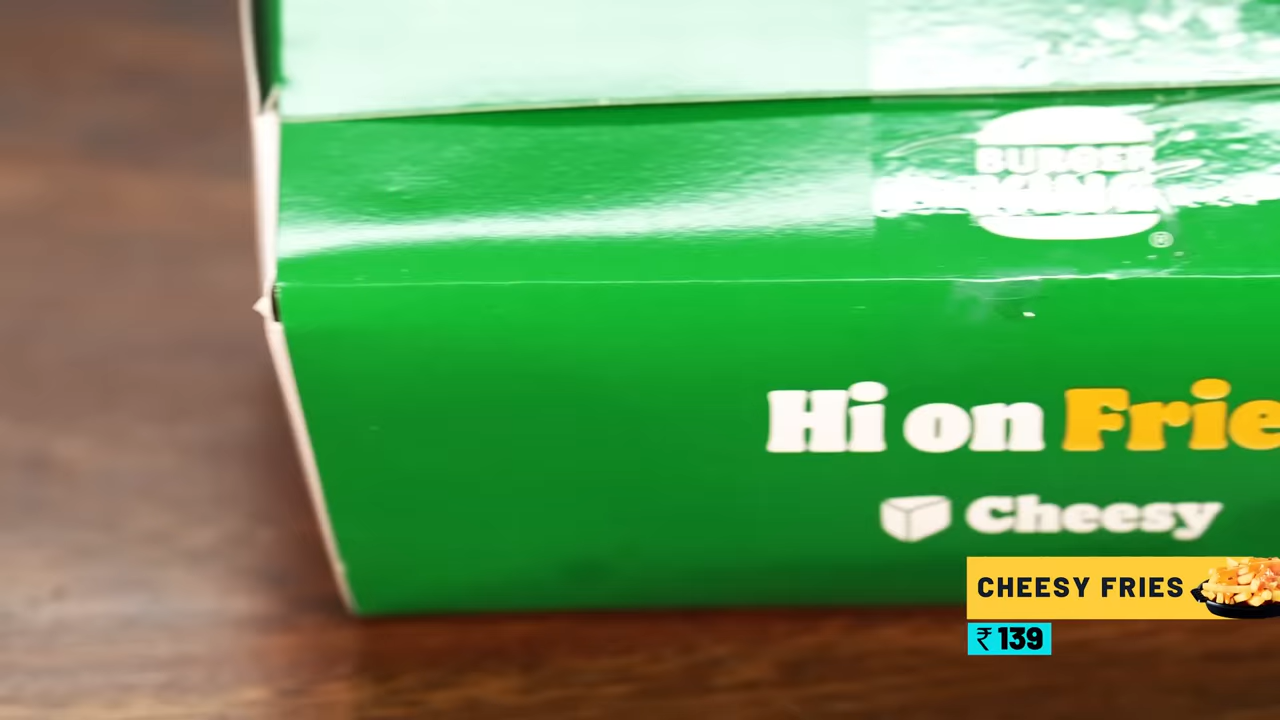 BURGER
KING
®
Hi on Frie
Cheesy
CHEESY FRIES
₹ 139